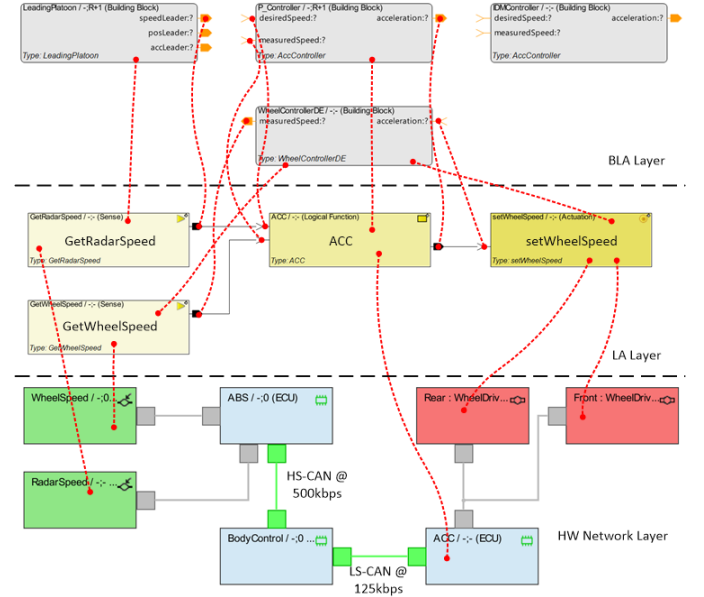 LeadingPlatoon / -;R+1 (Building Block)
speedLeader:?
posLeader:?
accLeader:?
Type: LeadingPlatoon
P_Controller / -;R+1 (Building Block)
desiredSpeed:? acceleration:?
measuredSpeed:?
Type: AccController
IDMController / -;- (Building Block)
desiredSpeed:? acceleration:?
measuredSpeed:?
Type: AccController
WheelControllerDE / -;- (Building Block)
measuredSpeed:? acceleration:?
Type: WheelControllerDE
BLA Layer
GetRadarSpeed / -;- (Sense)
GetRadarSpeed
Type: GetRadarSpeed
ACC / -;- (Logical Function)
ACC
Type: ACC
setWheelSpeed / -;- (Actuation)
setWheelSpeed
Type: setWheelSpeed
GetWheelSpeed / -;- (Sense)
GetWheelSpeed
Type: GetWheelSpeed
LA Layer
WheelSpeed / -;0...
ABS / -;0 (ECU)
Rear : WheelDriv...
Front : WheelDriv...
RadarSpeed / -;- ...
HS-CAN @
500kbps
BodyControl / -;0 ...
ACC / -;- (ECU)
HW Network Layer
LS-CAN @
125kbps